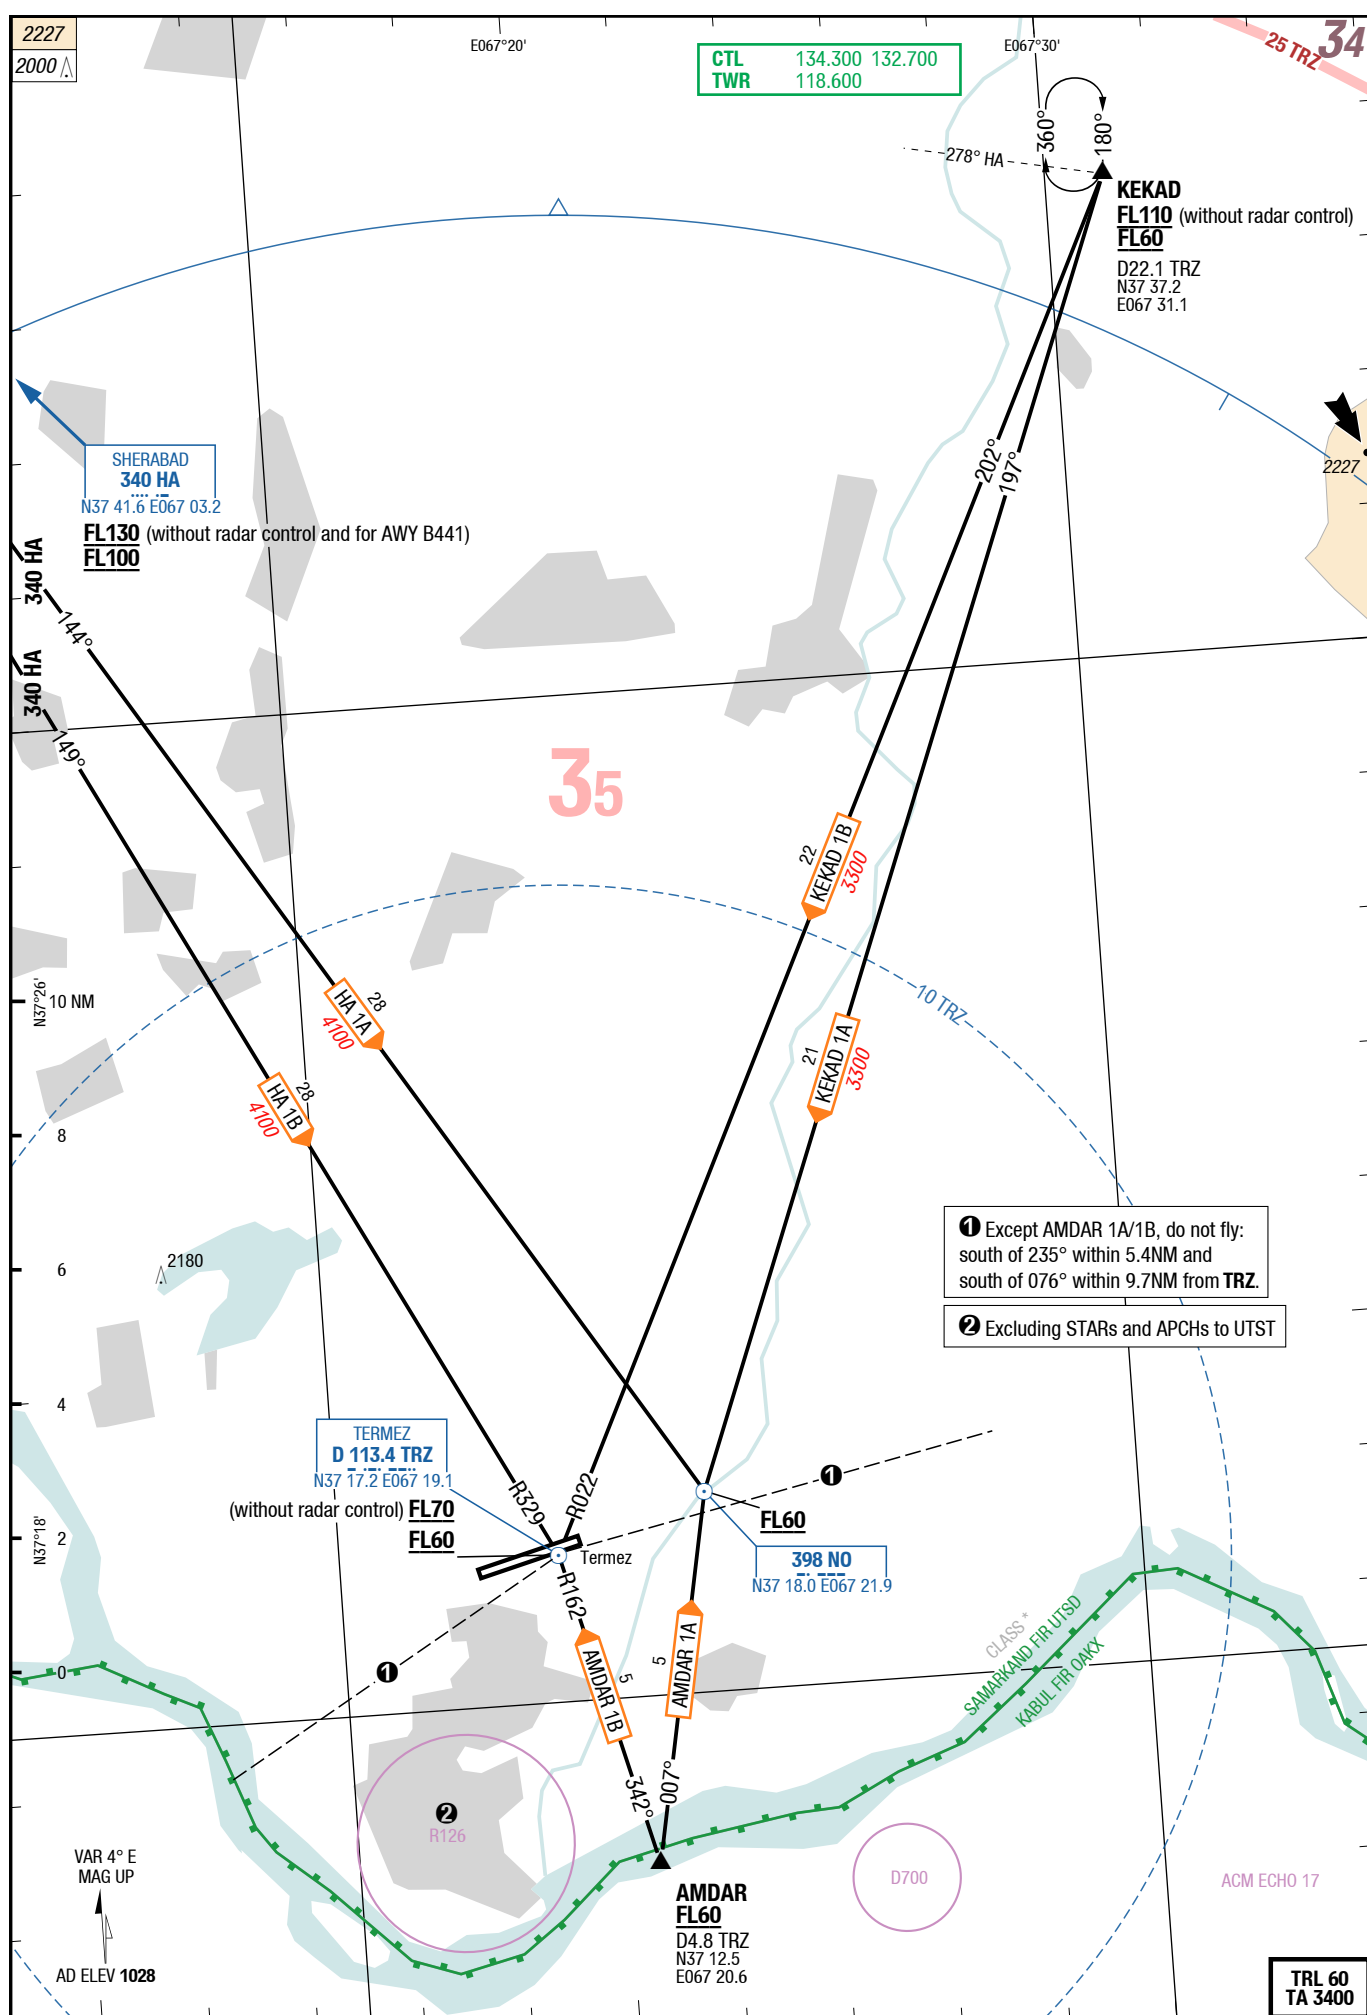 2227
2000
E067°20'
CTL 134.300 132.700
TWR 118.600
E067°30'
25 TRZ
34
360°
180°
278° HA
KEKAD
FL110 (without radar control)
FL60
D22.1 TRZ
N37 37.2
E067 31.1
SHERABAD
340 HA
N37 41.6 E067 03.2
FL130 (without radar control and for AWY B441)
FL100
2227
202°
197°
340 HA
144°
340 HA
149°
35
22
KEKAD 1B
3300
N37°26'
10 NM
28
HA 1A
4100
10 TRZ
21
KEKAD 1A
3300
28
HA 1B
4100
8
❶ Except AMDAR 1A/1B, do not fly:
south of 235° within 5.4NM and
south of 076° within 9.7NM from TRZ.
❷ Excluding STARs and APCHs to UTST
6
2180
4
TERMEZ
D 113.4 TRZ
N37 17.2 E067 19.1
(without radar control) FL70
FL60
R329
R022
❶
FL60
N37°18'
2
Termez
398 NO
N37 18.0 E067 21.9
R162
0
❶
5
AMDAR 1B
5
AMDAR 1A
CLASS *
SAMARKAND FIR UTSD
KABUL FIR OAKX
342°
007°
❷
R126
VAR 4° E
MAG UP
AD ELEV 1028
AMDAR
FL60
D4.8 TRZ
N37 12.5
E067 20.6
D700
ACM ECHO 17
TRL 60
TA 3400